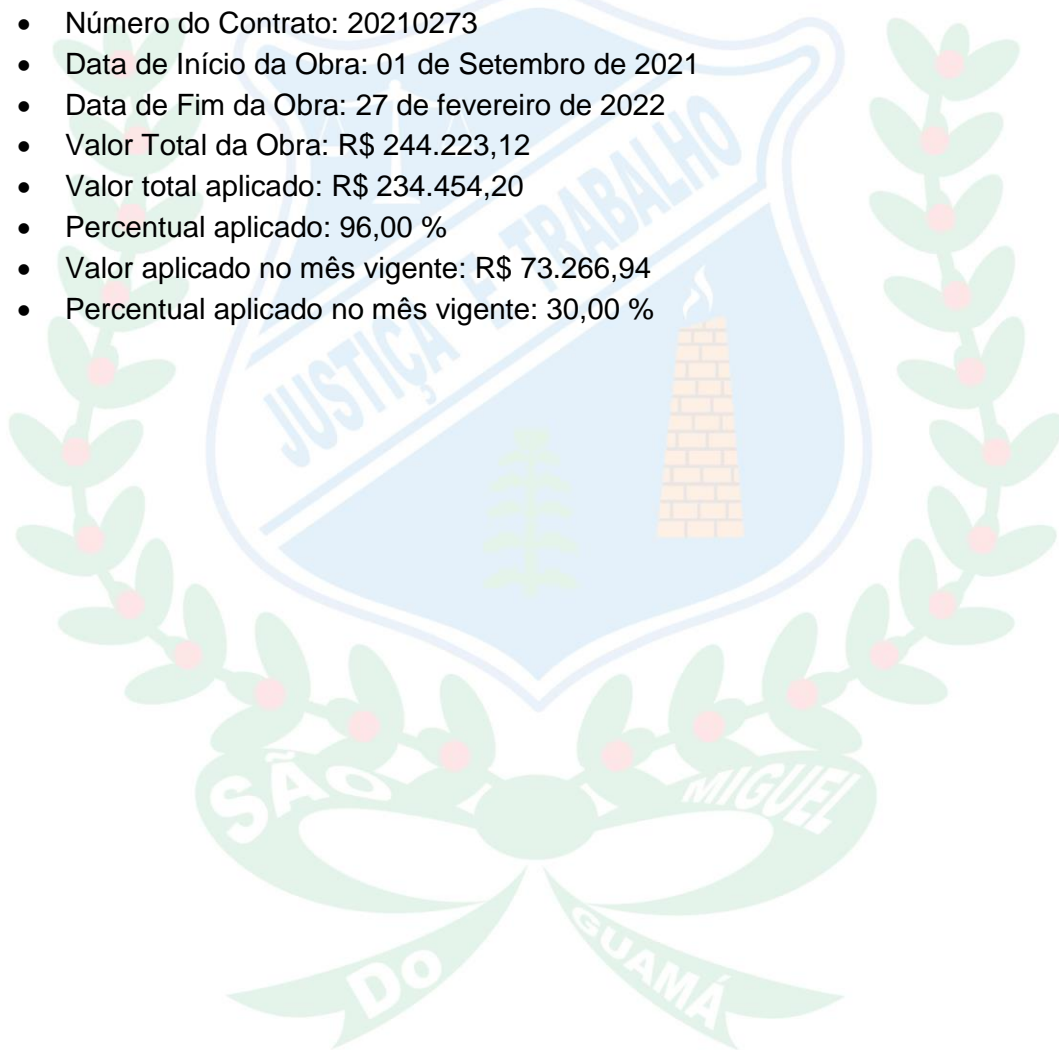 • Número do Contrato: 20210273
• Data de Início da Obra: 01 de Setembro de 2021
• Data de Fim da Obra: 27 de fevereiro de 2022
• Valor Total da Obra: R$ 244.223,12
• Valor total aplicado: R$ 234.454,20
• Percentual aplicado: 96,00 %
• Valor aplicado no mês vigente: R$ 73.266,94
• Percentual aplicado no mês vigente: 30,00 %
JUSTIÇA E TRABALHO
SÃO MIGUEL
DO GUAMÁ